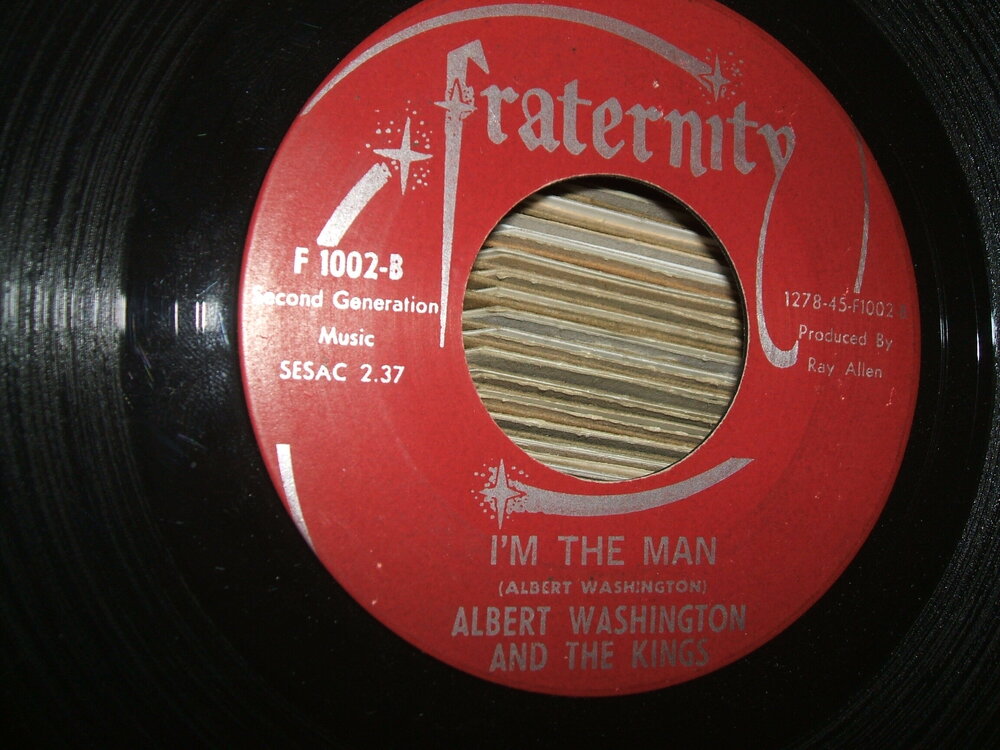 fraternity
F 1002-B
Second Generation
Music
SESAC 2.37
1278-45-F1002-B
Produced By
Ray Allen
I'M THE MAN
(ALBERT WASHINGTON)
ALBERT WASHINGTON
AND THE KINGS